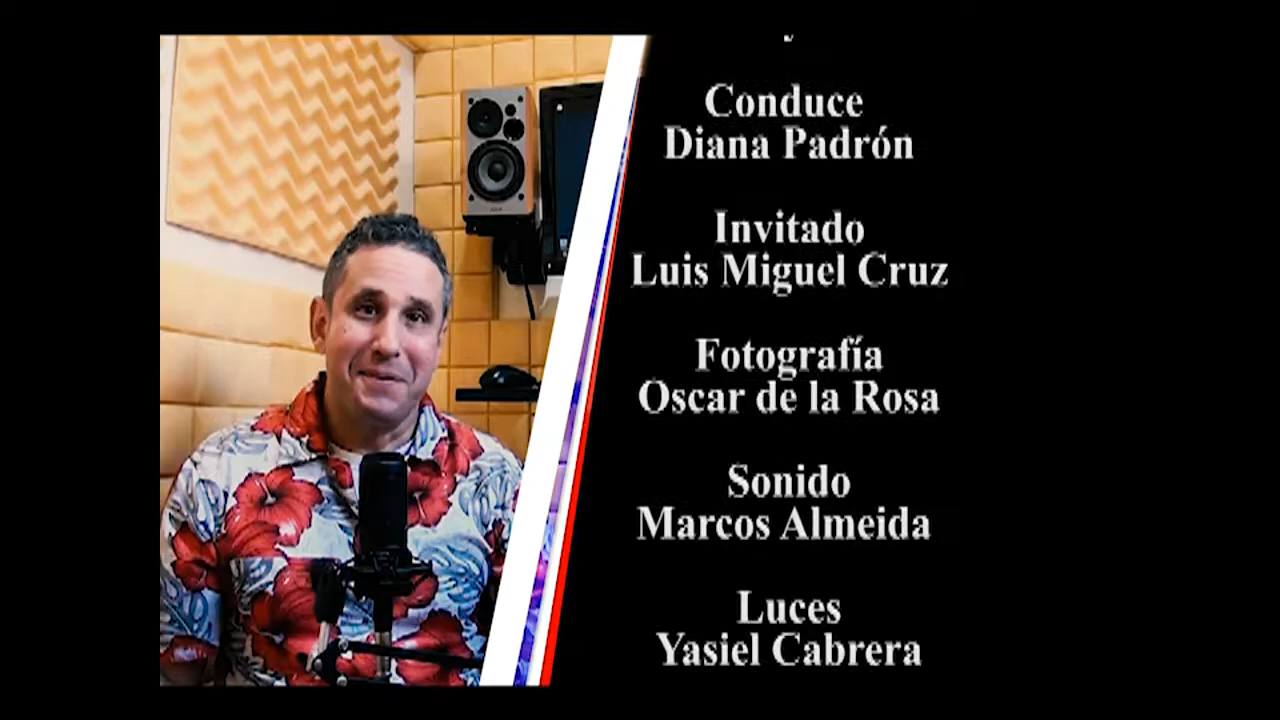 Conduce
Diana Padrón
Invitado
Luis Miguel Cruz
Fotografía
Oscar de la Rosa
Sonido
Marcos Almeida
Luces
Yasiel Cabrera